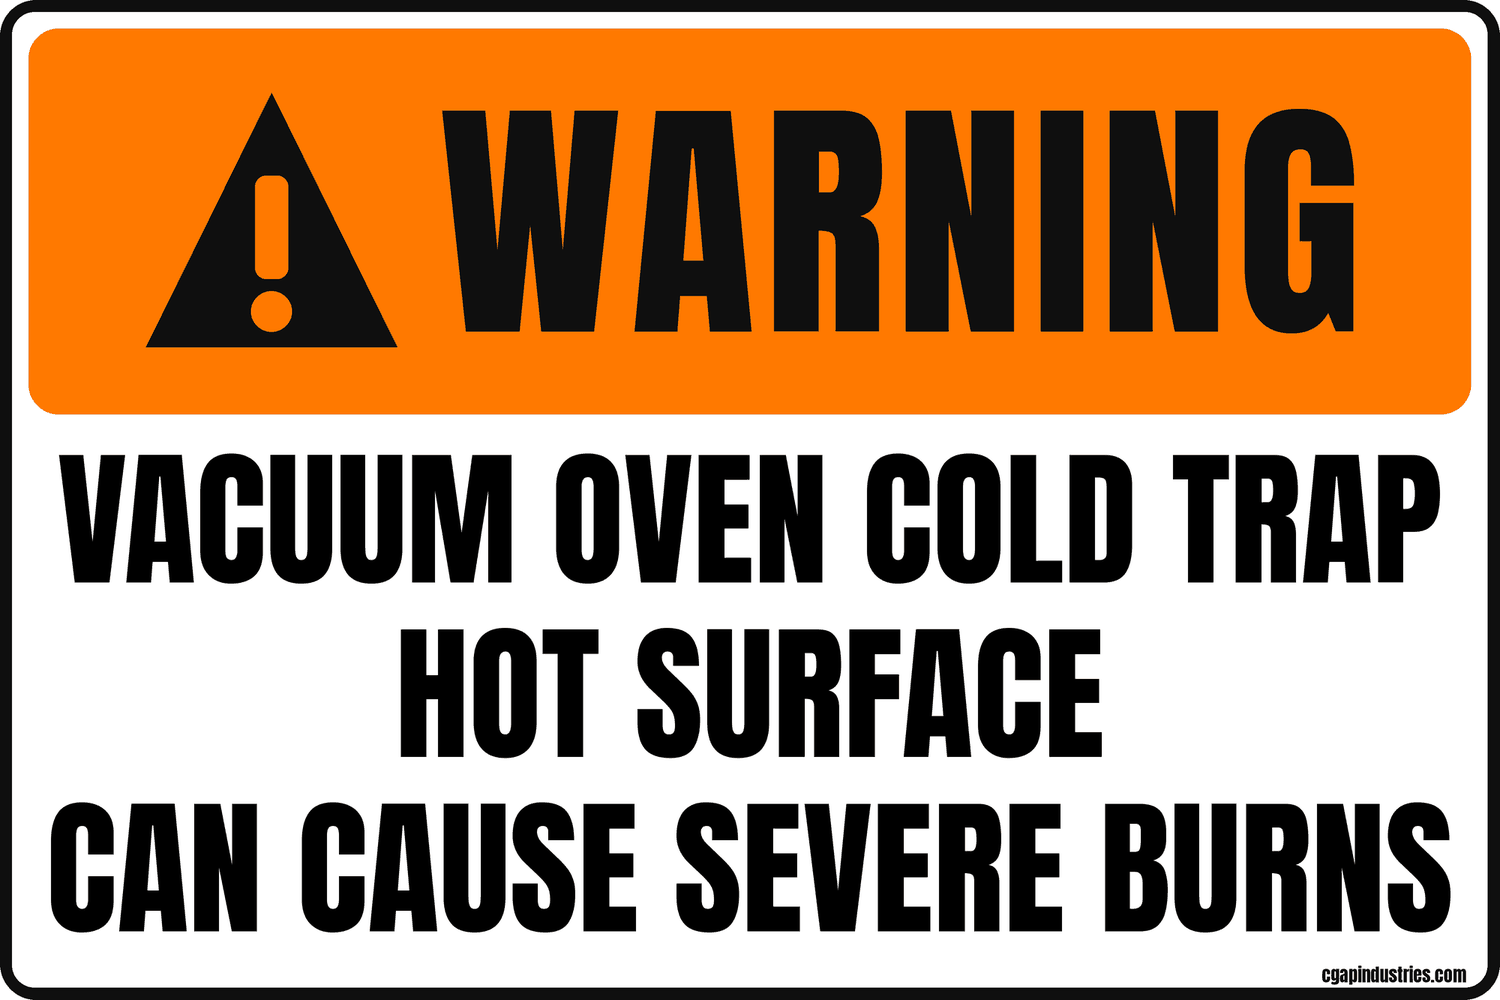 WARNING
VACUUM OVEN COLD TRAP
HOT SURFACE
CAN CAUSE SEVERE BURNS
cgapindustries.com